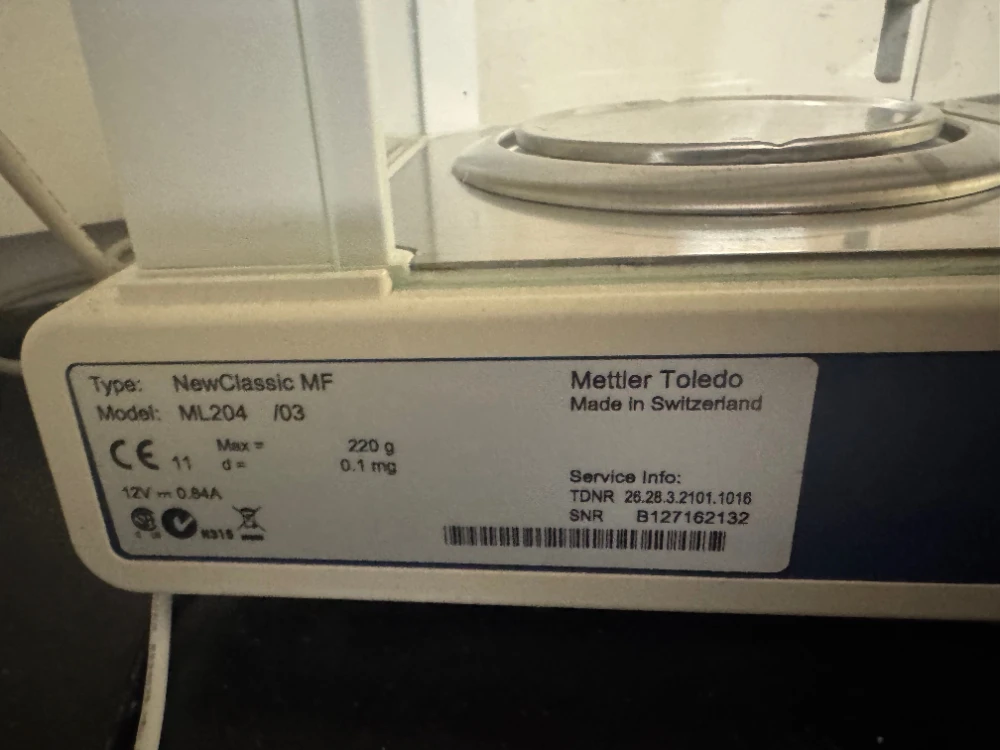 Type: NewClassic MF
Model: ML204 /03
CE 11
Max = 220 g
d = 0.1 mg
12V ⎓ 0.84A
N315
Mettler Toledo
Made in Switzerland
Service Info:
TDNR 26.28.3.2101.1016
SNR B127162132